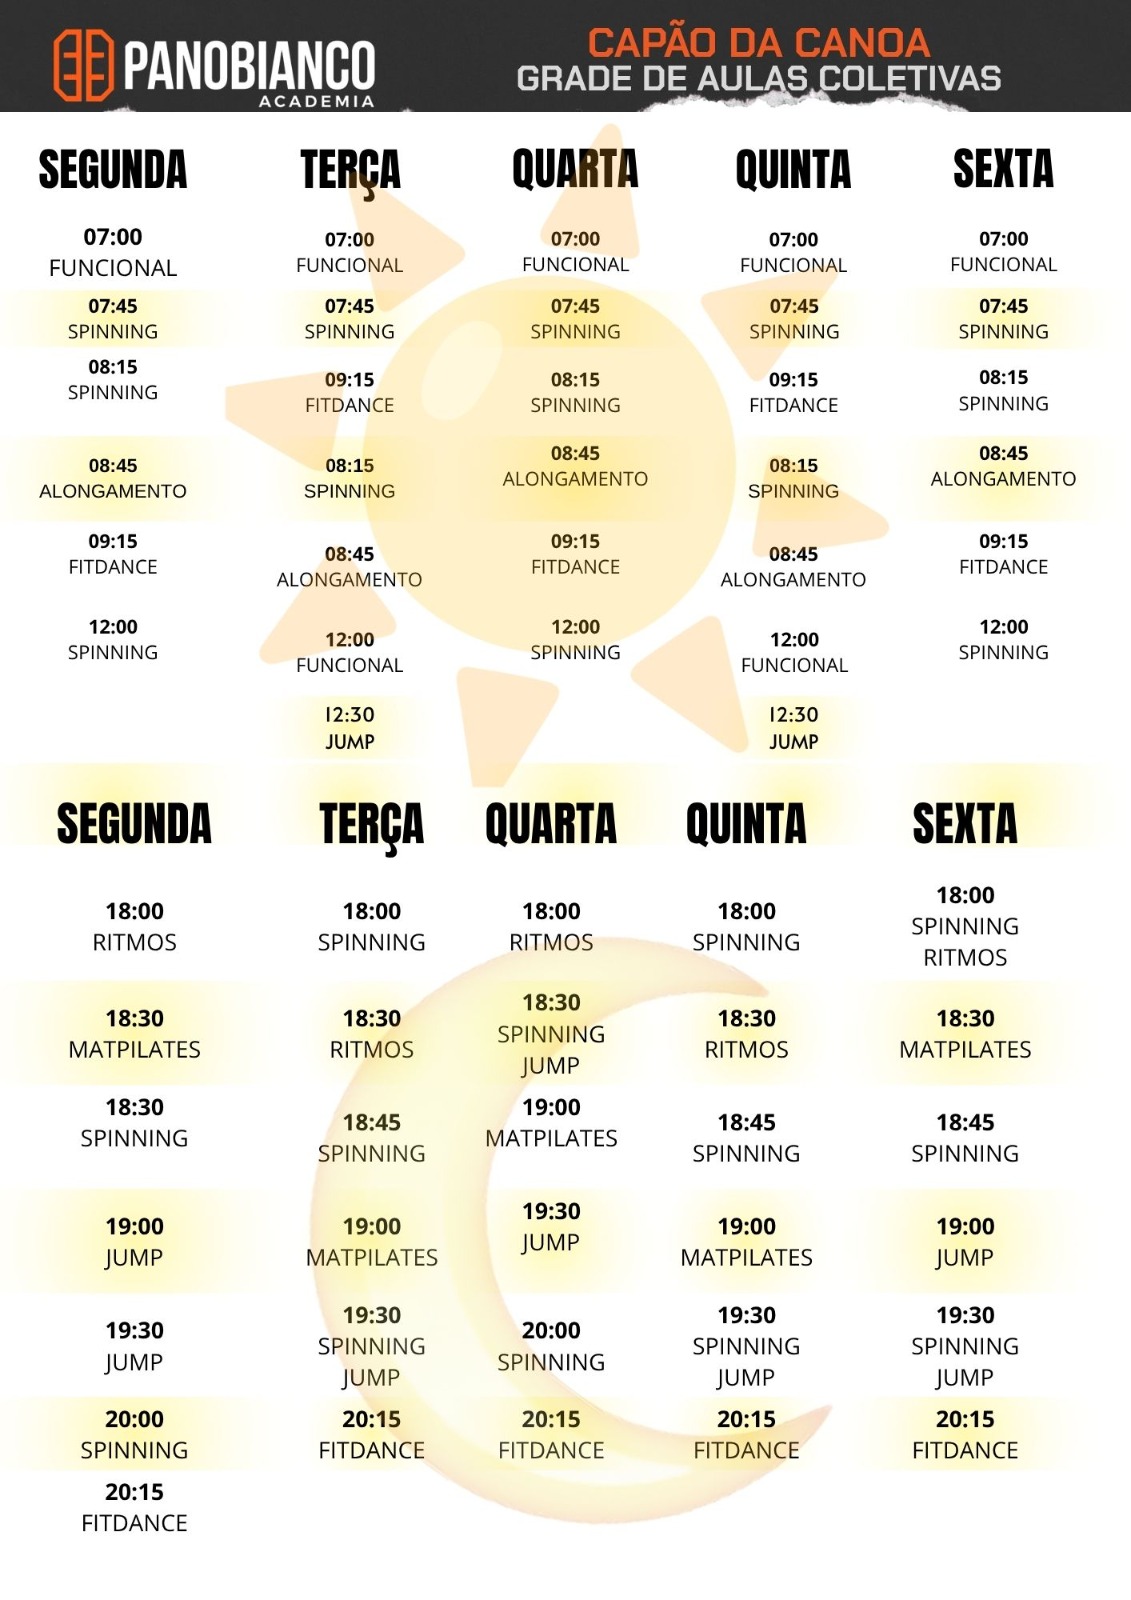 PANOBIANCO
ACADEMIA
CAPÃO DA CANOA
GRADE DE AULAS COLETIVAS
SEGUNDA
07:00
FUNCIONAL
07:45
SPINNING
08:15
SPINNING
08:45
ALONGAMENTO
09:15
FITDANCE
12:00
SPINNING
TERÇA
07:00
FUNCIONAL
07:45
SPINNING
09:15
FITDANCE
08:15
SPINNING
08:45
ALONGAMENTO
12:00
FUNCIONAL
12:30
JUMP
QUARTA
07:00
FUNCIONAL
07:45
SPINNING
08:15
SPINNING
08:45
ALONGAMENTO
09:15
FITDANCE
12:00
SPINNING
QUINTA
07:00
FUNCIONAL
07:45
SPINNING
09:15
FITDANCE
08:15
SPINNING
08:45
ALONGAMENTO
12:00
FUNCIONAL
12:30
JUMP
SEXTA
07:00
FUNCIONAL
07:45
SPINNING
08:15
SPINNING
08:45
ALONGAMENTO
09:15
FITDANCE
12:00
SPINNING
SEGUNDA
18:00
RITMOS
18:30
MATPILATES
18:30
SPINNING
19:00
JUMP
19:30
JUMP
20:00
SPINNING
20:15
FITDANCE
TERÇA
18:00
SPINNING
18:30
RITMOS
18:45
SPINNING
19:00
MATPILATES
19:30
SPINNING
JUMP
20:15
FITDANCE
QUARTA
18:00
RITMOS
18:30
SPINNING
JUMP
19:00
MATPILATES
19:30
JUMP
20:00
SPINNING
20:15
FITDANCE
QUINTA
18:00
SPINNING
18:30
RITMOS
18:45
SPINNING
19:00
MATPILATES
19:30
SPINNING
JUMP
20:15
FITDANCE
SEXTA
18:00
SPINNING
RITMOS
18:30
MATPILATES
18:45
SPINNING
19:00
JUMP
19:30
SPINNING
JUMP
20:15
FITDANCE